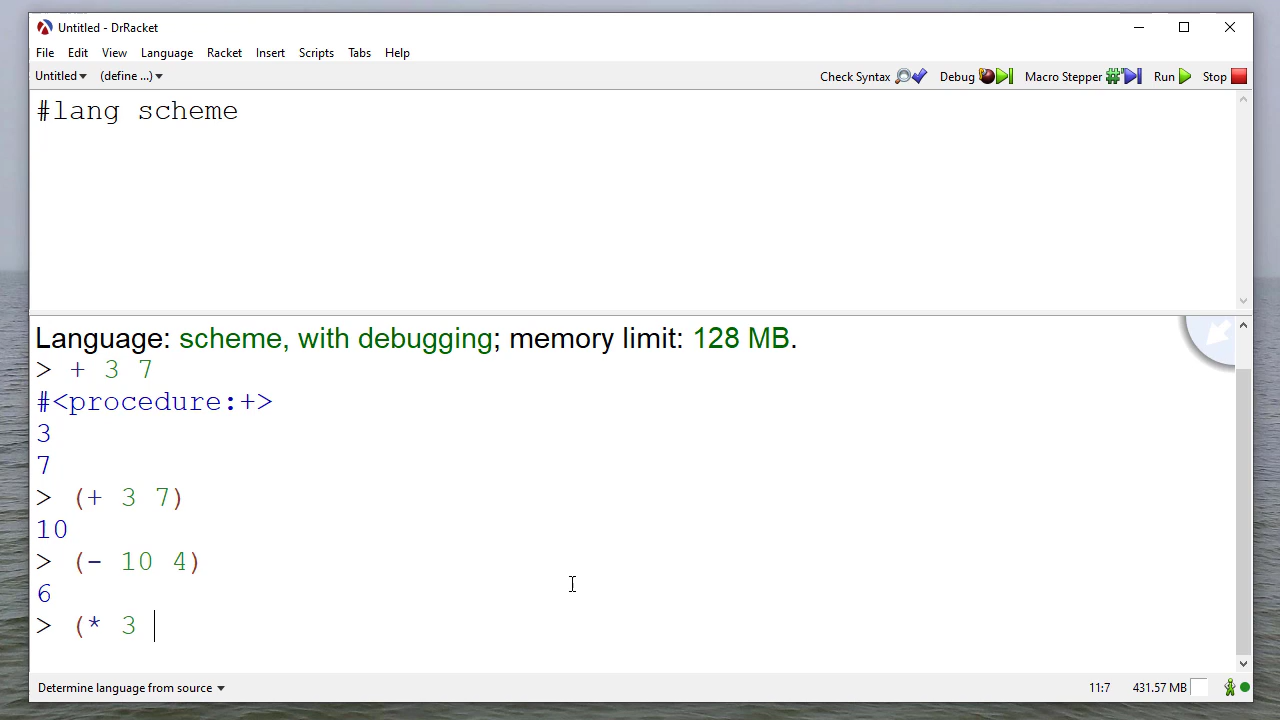 Untitled - DrRacket
File Edit View Language Racket Insert Scripts Tabs Help
Untitled (define ...) Check Syntax Debug Macro Stepper Run Stop
#lang scheme
Language: scheme, with debugging; memory limit: 128 MB.
> + 3 7
#<procedure:+>
3
7
> (+ 3 7)
10
> (- 10 4)
6
> (* 3
Determine language from source 11:7 431.57 MB